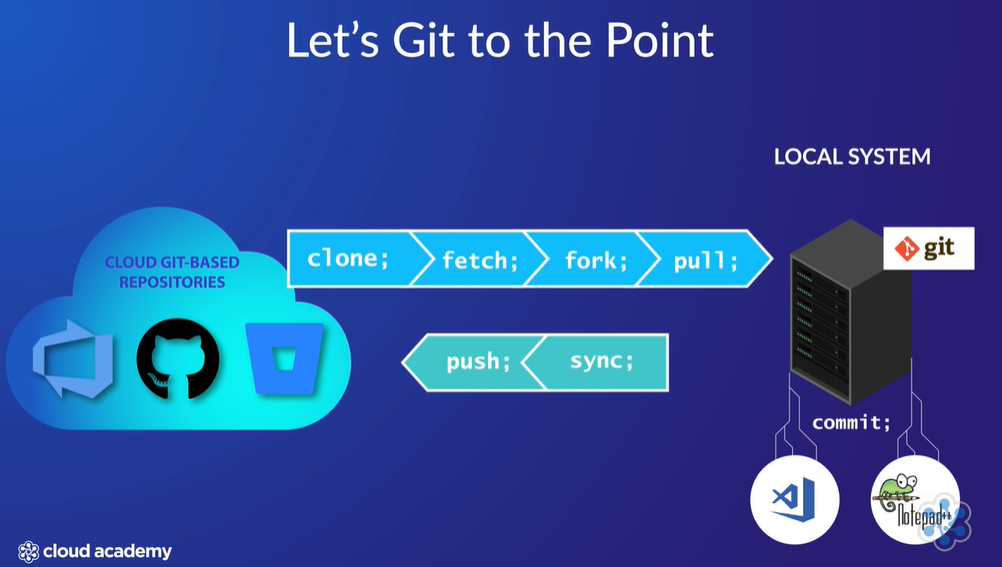 Let's Git to the Point
LOCAL SYSTEM
CLOUD GIT-BASED
REPOSITORIES
clone; fetch; fork; pull;
git
push; sync;
commit;
Notepad++
cloud academy